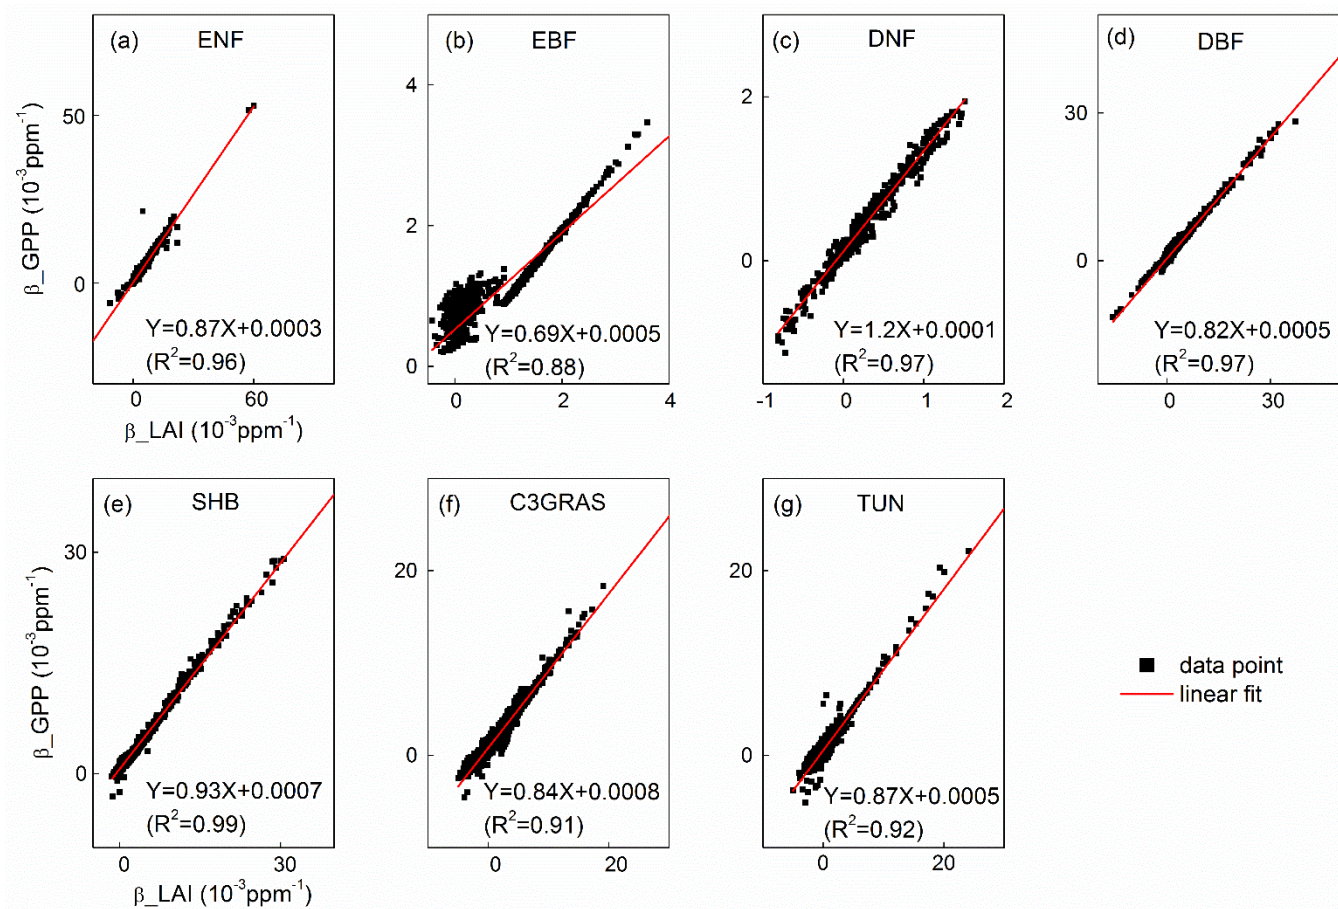 (a) ENF
50
0
β_GPP (10⁻³ppm⁻¹)
Y=0.87X+0.0003
(R²=0.96)
0 60
β_LAI (10⁻³ppm⁻¹)
(b) EBF
4
2
0
Y=0.69X+0.0005
(R²=0.88)
0 2 4
(c) DNF
2
0
Y=1.2X+0.0001
(R²=0.97)
-1 0 1 2
(d) DBF
30
0
Y=0.82X+0.0005
(R²=0.97)
0 30
(e) SHB
30
0
β_GPP (10⁻³ppm⁻¹)
Y=0.93X+0.0007
(R²=0.99)
0 30
β_LAI (10⁻³ppm⁻¹)
(f) C3GRAS
20
0
Y=0.84X+0.0008
(R²=0.91)
0 20
(g) TUN
20
0
Y=0.87X+0.0005
(R²=0.92)
0 20
data point
linear fit